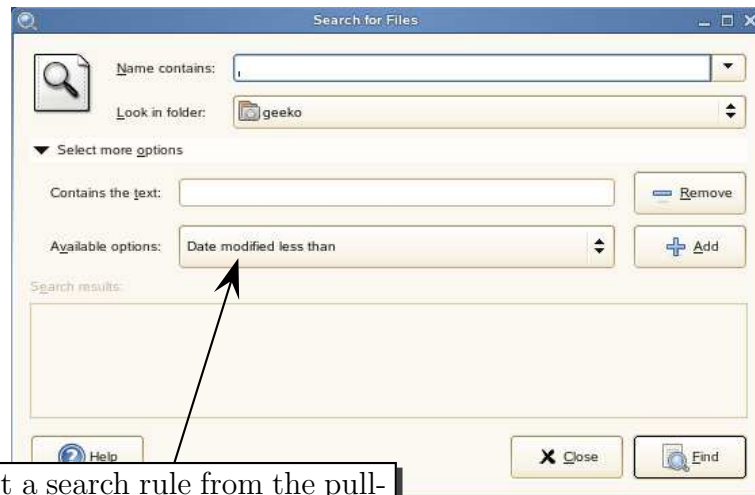 Search for Files
Name contains:
Look in folder: geeko
Select more options
Contains the text: Remove
Available options: Date modified less than Add
Search results:
Help Close Find
a search rule from the pull-